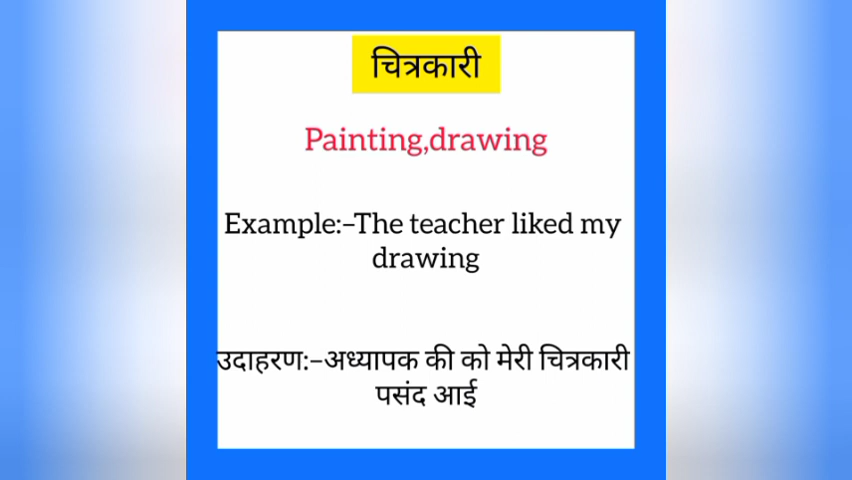 चित्रकारी
Painting,drawing
Example:–The teacher liked my
drawing
उदाहरण:–अध्यापक की को मेरी चित्रकारी
पसंद आई